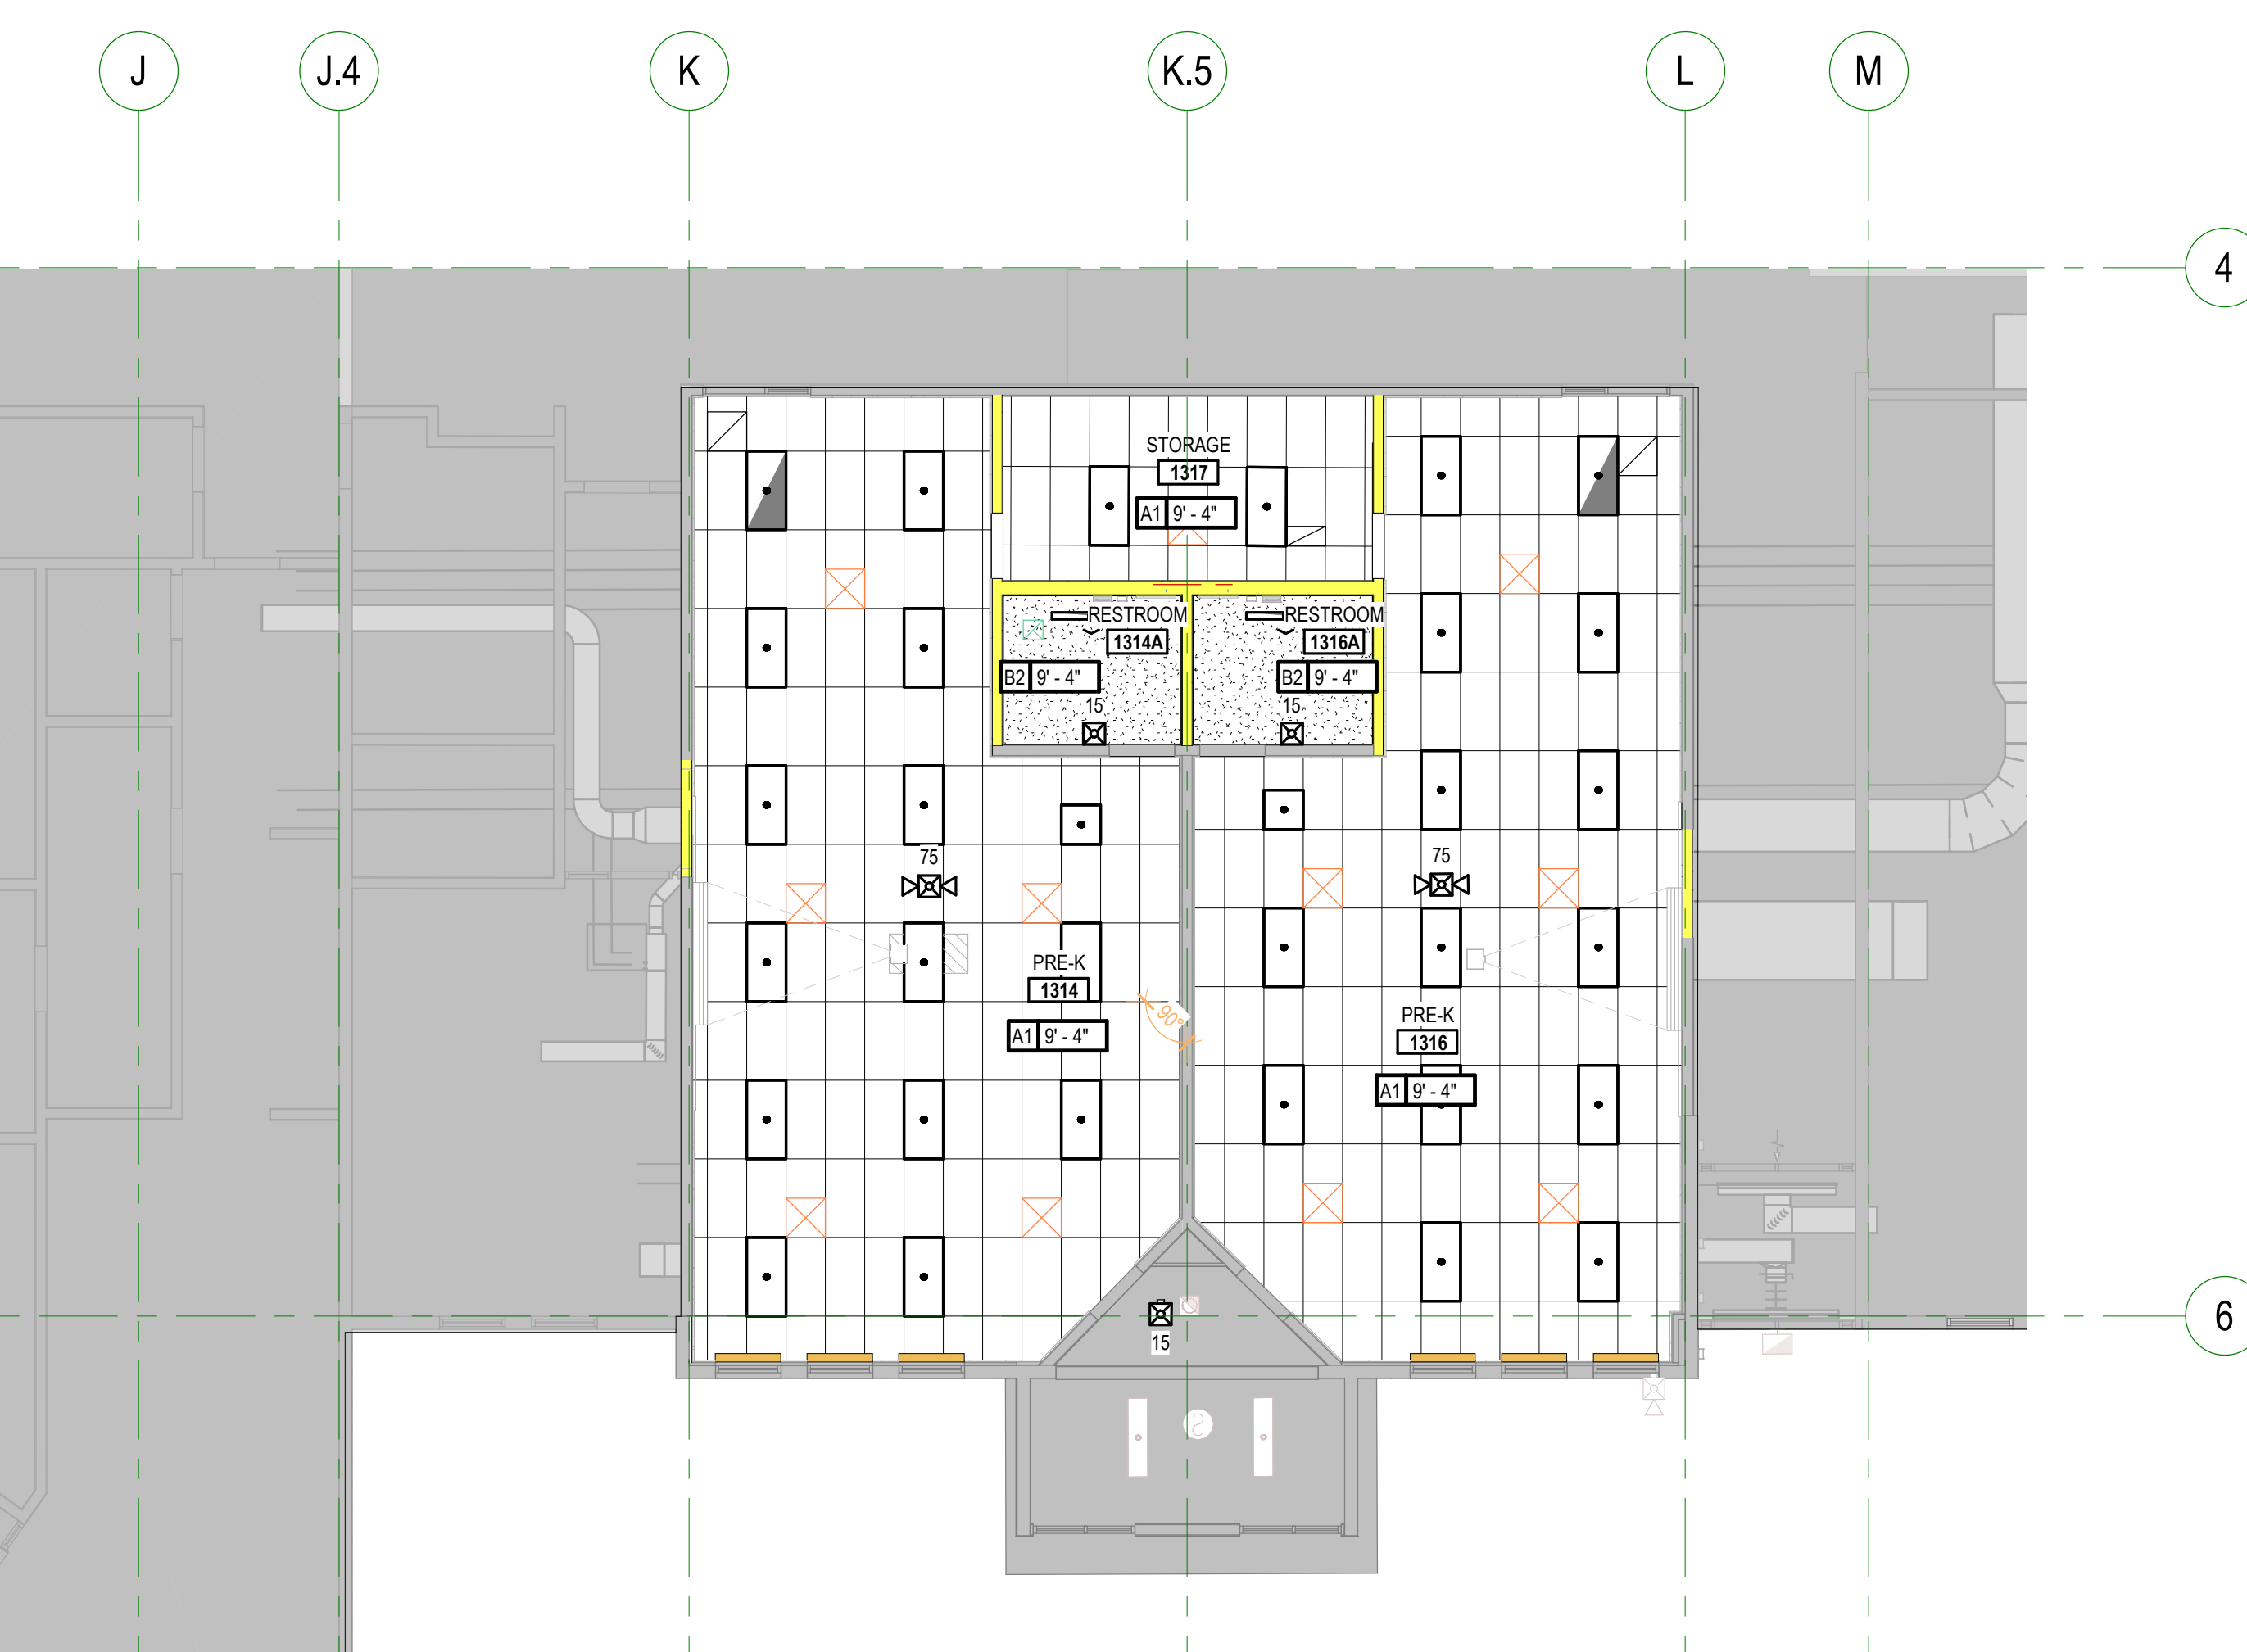 J
J.4
K
K.5
L
M
4
STORAGE
1317
A1 9' - 4"
RESTROOM
1314A
B2 9' - 4"
15
RESTROOM
1316A
B2 9' - 4"
15
75
75
PRE-K
1314
A1 9' - 4"
90°
PRE-K
1316
A1 9' - 4"
6
15